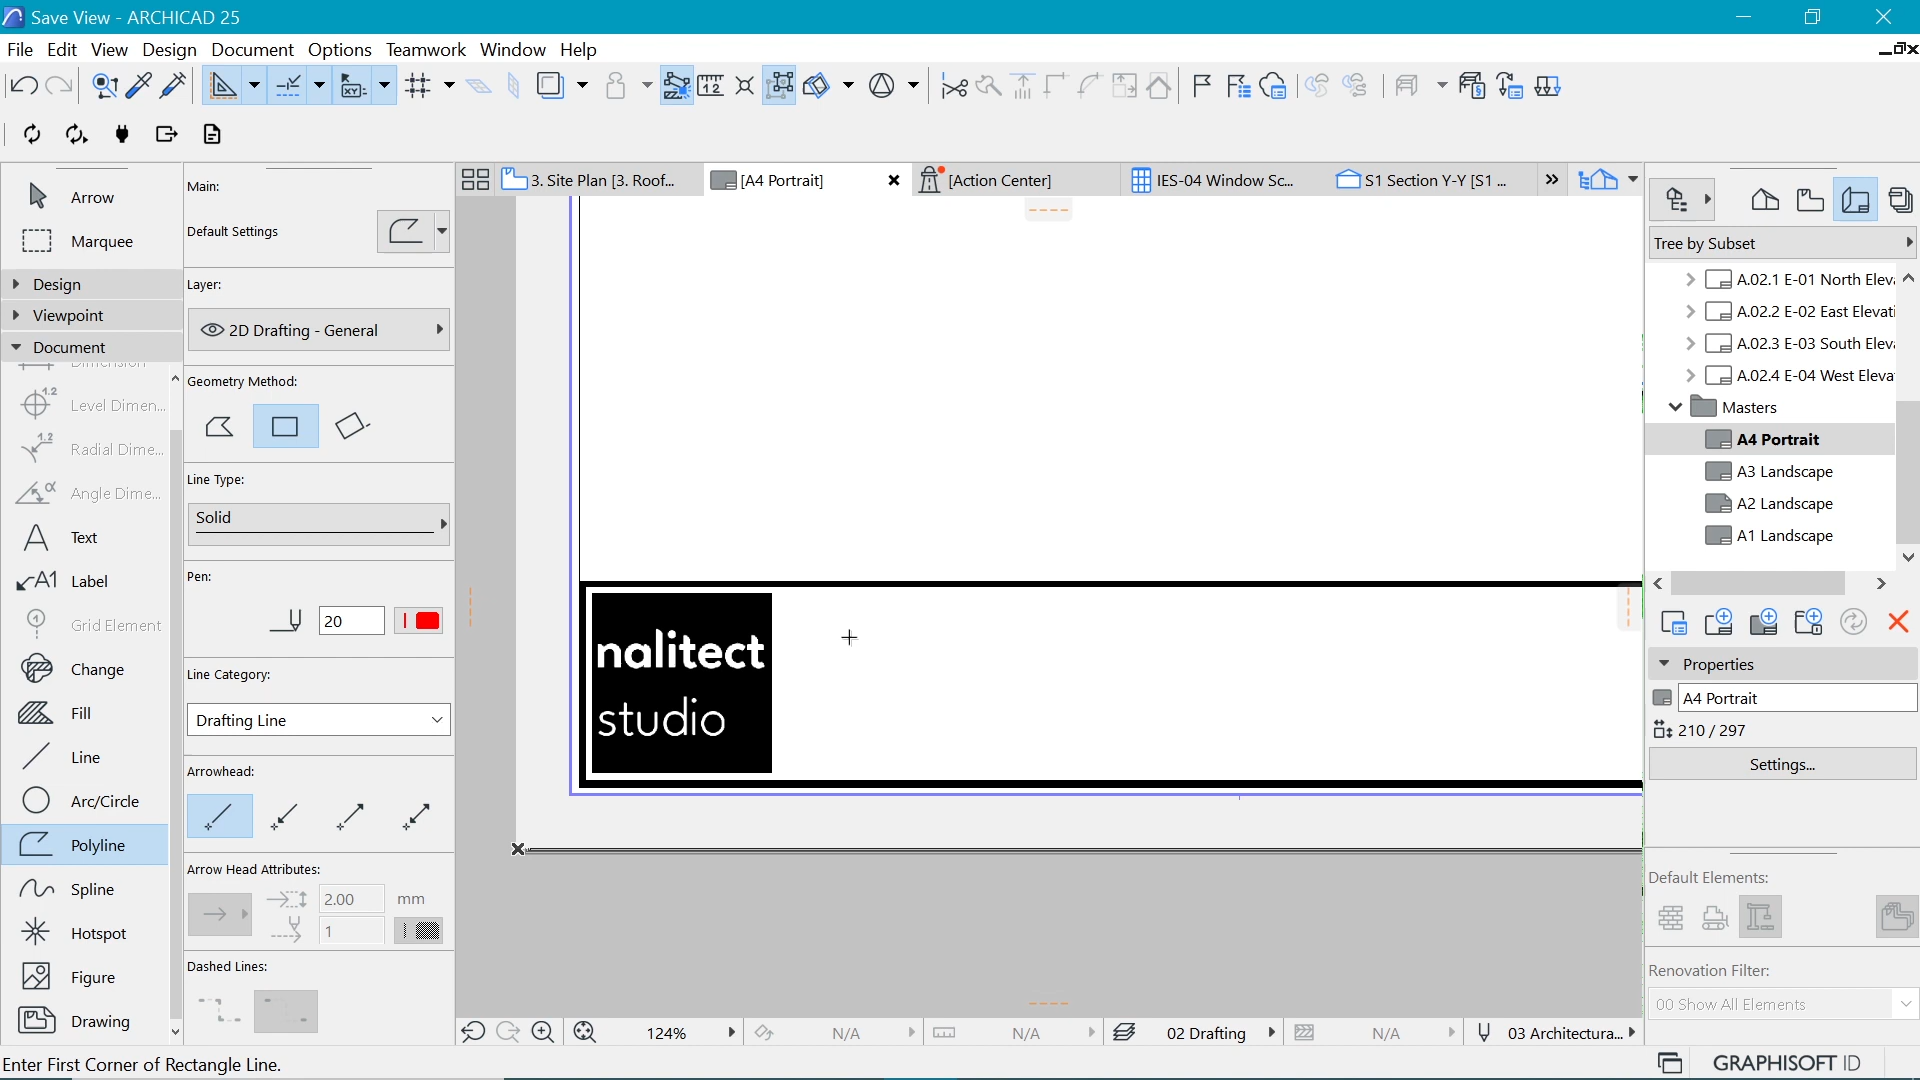 Save View - ARCHICAD 25
File Edit View Design Document Options Teamwork Window Help
3. Site Plan [3. Roof...
[A4 Portrait]
[Action Center]
IES-04 Window Sc...
S1 Section Y-Y [S1 ...
Arrow
Marquee
Design
Viewpoint
Document
Dimension
1.2
Level Dimen...
1.2
Radial Dime...
α
Angle Dime...
A Text
A1 Label
1
Grid Element
Change
Fill
Line
Arc/Circle
Polyline
Spline
Hotspot
Figure
Drawing
Main:
Default Settings
Layer:
2D Drafting - General
Geometry Method:
Line Type:
Solid
Pen:
20
Line Category:
Drafting Line
Arrowhead:
Arrow Head Attributes:
2.00 mm
1
Dashed Lines:
nalitect
studio
124%
N/A
N/A
02 Drafting
N/A
03 Architectura...
Tree by Subset
A.02.1 E-01 North Elev
A.02.2 E-02 East Elevati
A.02.3 E-03 South Elev
A.02.4 E-04 West Eleva
Masters
A4 Portrait
A3 Landscape
A2 Landscape
A1 Landscape
Properties
A4 Portrait
210 / 297
Settings...
Default Elements:
Renovation Filter:
00 Show All Elements
Enter First Corner of Rectangle Line.
GRAPHISOFT ID